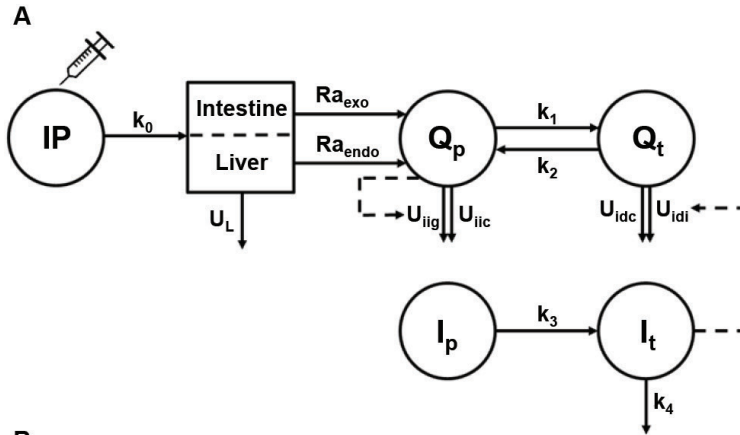 A
IP
k0
Intestine
Liver
UL
Raexo
Raendo
Qp
k1
k2
Qt
Uiig
Uiic
Uidc
Uidi
Ip
k3
It
k4